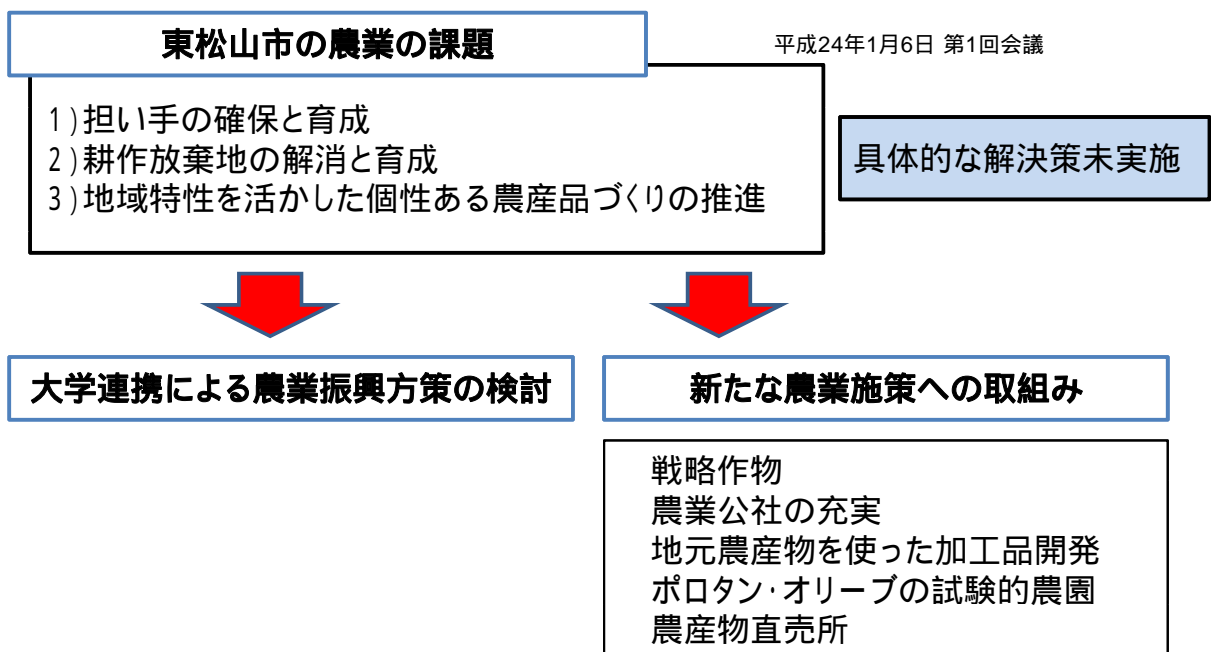 東松山市の農業の課題
平成24年1月6日 第1回会議
1)担い手の確保と育成
2)耕作放棄地の解消と育成
3)地域特性を活かした個性ある農産品づくりの推進
具体的な解決策未実施
大学連携による農業振興方策の検討
新たな農業施策への取組み
戦略作物
農業公社の充実
地元農産物を使った加工品開発
ポロタン・オリーブの試験的農園
農産物直売所